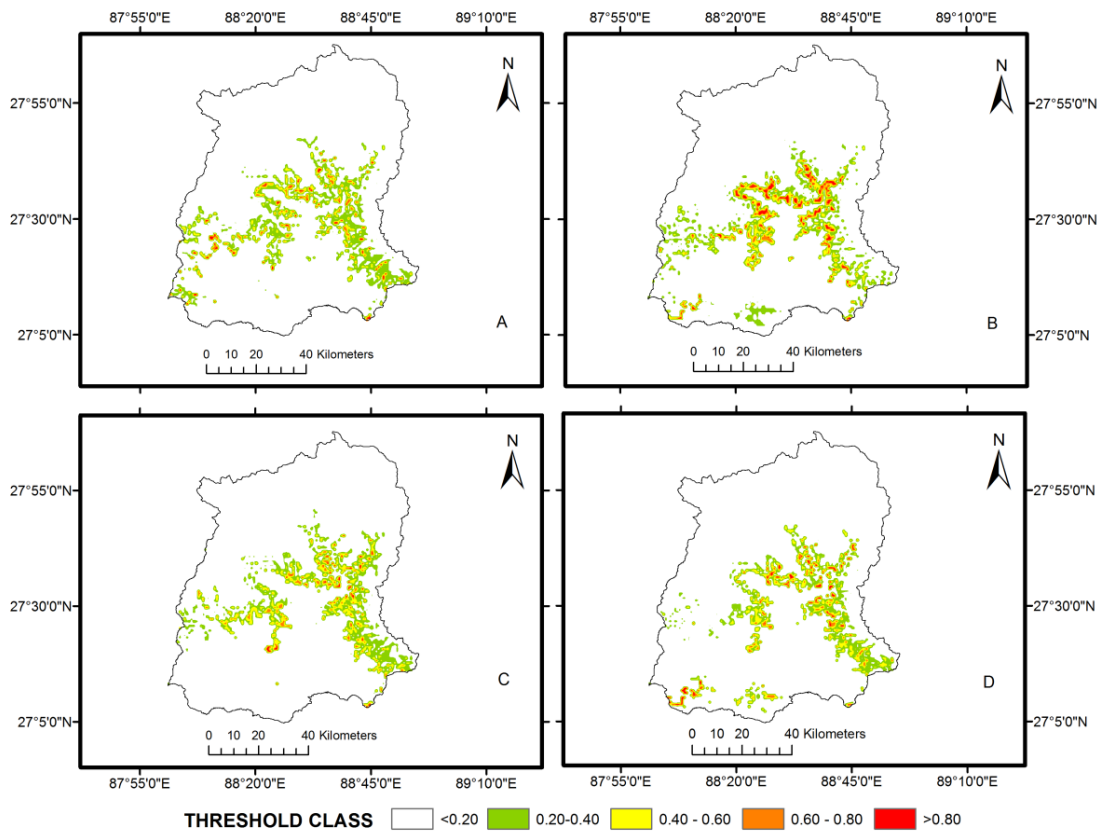 87°55'0"E 88°20'0"E 88°45'0"E 89°10'0"E 87°55'0"E 88°20'0"E 88°45'0"E 89°10'0"E
N
N
27°55'0"N
27°55'0"N
27°30'0"N
27°30'0"N
27°5'0"N
27°5'0"N
A
B
0 10 20 40 Kilometers
0 10 20 40 Kilometers
N
N
27°55'0"N
27°55'0"N
27°30'0"N
27°30'0"N
27°5'0"N
27°5'0"N
C
D
0 10 20 40 Kilometers
0 10 20 40 Kilometers
87°55'0"E 88°20'0"E 88°45'0"E 89°10'0"E 87°55'0"E 88°20'0"E 88°45'0"E 89°10'0"E
THRESHOLD CLASS <0.20 0.20-0.40 0.40 - 0.60 0.60 - 0.80 >0.80